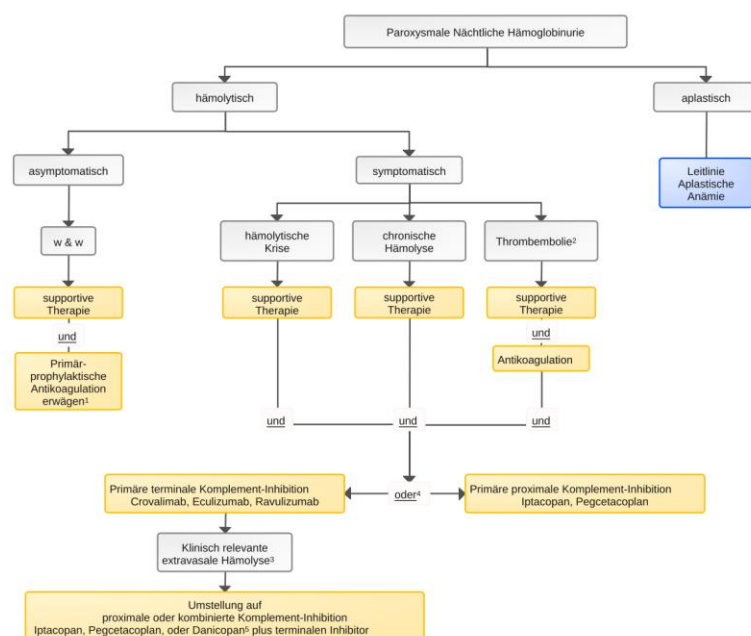 Paroxysmale Nächtliche Hämoglobinurie
hämolytisch
aplastisch
asymptomatisch
symptomatisch
Leitlinie
Aplastische
Anämie
w & w
hämolytische
Krise
chronische
Hämolyse
Thrombembolie²
supportive
Therapie
supportive
Therapie
supportive
Therapie
supportive
Therapie
und
und
Primär-
prophylaktische
Antikoagulation
erwägen¹
Antikoagulation
und
und
und
Primäre terminale Komplement-Inhibition
Crovalimab, Eculizumab, Ravulizumab
oder⁴
Primäre proximale Komplement-Inhibition
Iptacopan, Pegcetacoplan
Klinisch relevante
extravasale Hämolyse³
Umstellung auf
proximale oder kombinierte Komplement-Inhibition
Iptacopan, Pegcetacoplan, oder Danicopan⁵ plus terminalen Inhibitor